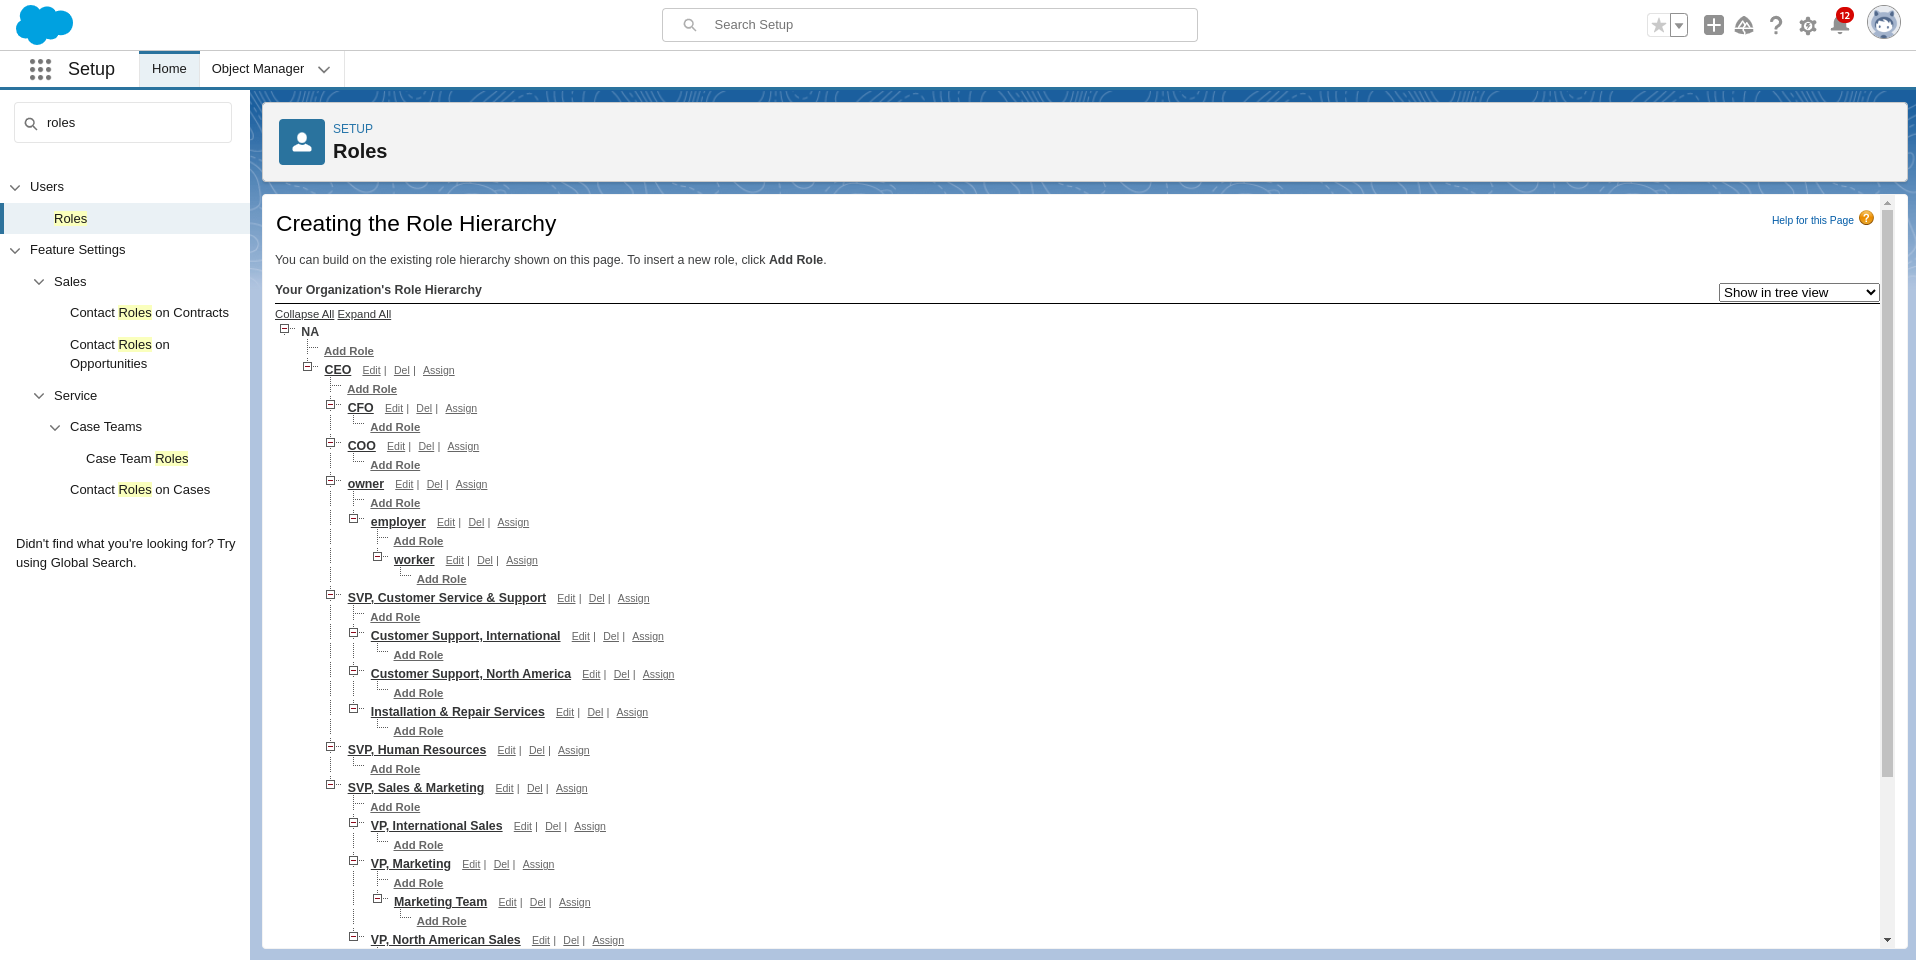 Search Setup
12
Setup
Home
Object Manager
roles
Users
Roles
Feature Settings
Sales
Contact Roles on Contracts
Contact Roles on
Opportunities
Service
Case Teams
Case Team Roles
Contact Roles on Cases
Didn't find what you're looking for? Try
using Global Search.
SETUP
Roles
Creating the Role Hierarchy
Help for this Page ?
You can build on the existing role hierarchy shown on this page. To insert a new role, click Add Role.
Your Organization's Role Hierarchy
Show in tree view
Collapse All Expand All
NA
Add Role
CEO Edit | Del | Assign
Add Role
CFO Edit | Del | Assign
Add Role
COO Edit | Del | Assign
Add Role
owner Edit | Del | Assign
Add Role
employer Edit | Del | Assign
Add Role
worker Edit | Del | Assign
Add Role
SVP, Customer Service & Support Edit | Del | Assign
Add Role
Customer Support, International Edit | Del | Assign
Add Role
Customer Support, North America Edit | Del | Assign
Add Role
Installation & Repair Services Edit | Del | Assign
Add Role
SVP, Human Resources Edit | Del | Assign
Add Role
SVP, Sales & Marketing Edit | Del | Assign
Add Role
VP, International Sales Edit | Del | Assign
Add Role
VP, Marketing Edit | Del | Assign
Add Role
Marketing Team Edit | Del | Assign
Add Role
VP, North American Sales Edit | Del | Assign